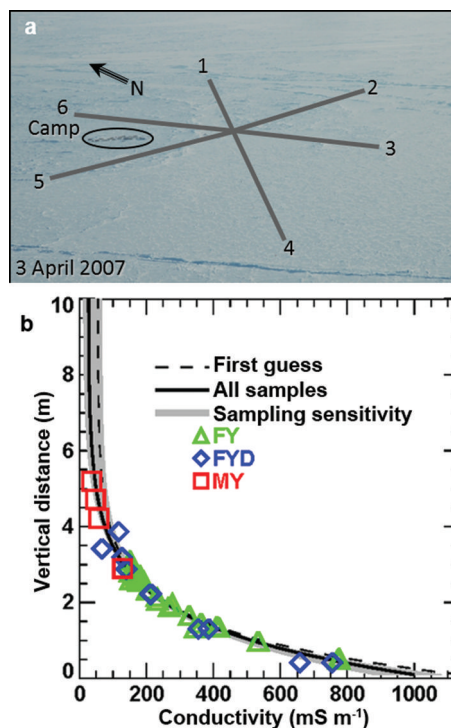 a
N
1
2
6
Camp
3
5
4
3 April 2007
b
10
8
6
4
2
0
Vertical distance (m)
First guess
All samples
Sampling sensitivity
FY
FYD
MY
0 200 400 600 800 1000
Conductivity (mS m⁻¹)